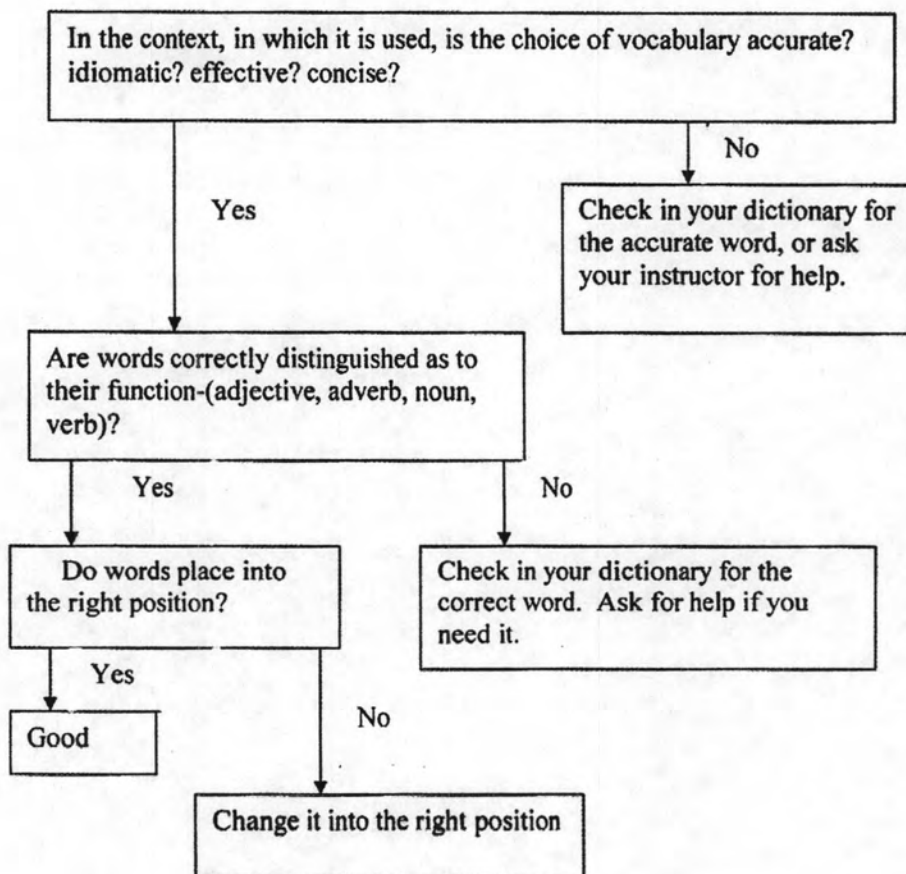 In the context, in which it is used, is the choice of vocabulary accurate?
idiomatic? effective? concise?
No
Yes
Check in your dictionary for
the accurate word, or ask
your instructor for help.
Are words correctly distinguished as to
their function-(adjective, adverb, noun,
verb)?
Yes
No
Do words place into
the right position?
Check in your dictionary for the
correct word. Ask for help if you
need it.
Yes
No
Good
Change it into the right position